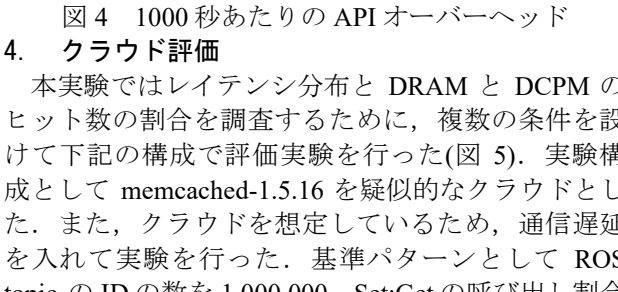 図 4 1000 秒あたりの API オーバーヘッド
4. クラウド評価
本実験ではレイテンシ分布と DRAM と DCPM の
ヒット数の割合を調査するために,複数の条件を設
けて下記の構成で評価実験を行った(図 5).実験構
成として memcached-1.5.16 を疑似的なクラウドとし
た.また,クラウドを想定しているため,通信遅延
を入れて実験を行った.基準パターンとして ROS
topic の ID の数を 1,000,000,Set:Get の呼び出し割合